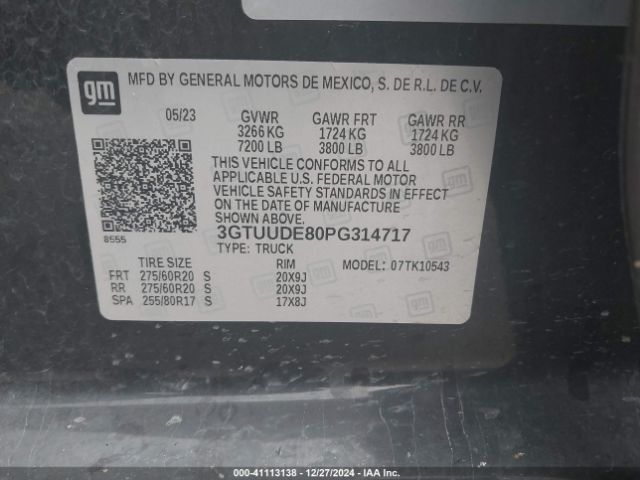 gm
MFD BY GENERAL MOTORS DE MEXICO, S. DE R.L. DE C.V.
05/23 GVWR GAWR FRT GAWR RR
3266 KG 1724 KG 1724 KG
7200 LB 3800 LB 3800 LB
THIS VEHICLE CONFORMS TO ALL
APPLICABLE U.S. FEDERAL MOTOR
VEHICLE SAFETY STANDARDS IN EFFECT
ON THE DATE OF MANUFACTURE
SHOWN ABOVE.
8555 3GTUUDE80PG314717
TYPE: TRUCK
TIRE SIZE RIM MODEL: 07TK10543
FRT 275/60R20 S 20X9J
RR 275/60R20 S 20X9J
SPA 255/80R17 S 17X8J
000-41113138 - 12/27/2024 - IAA Inc.